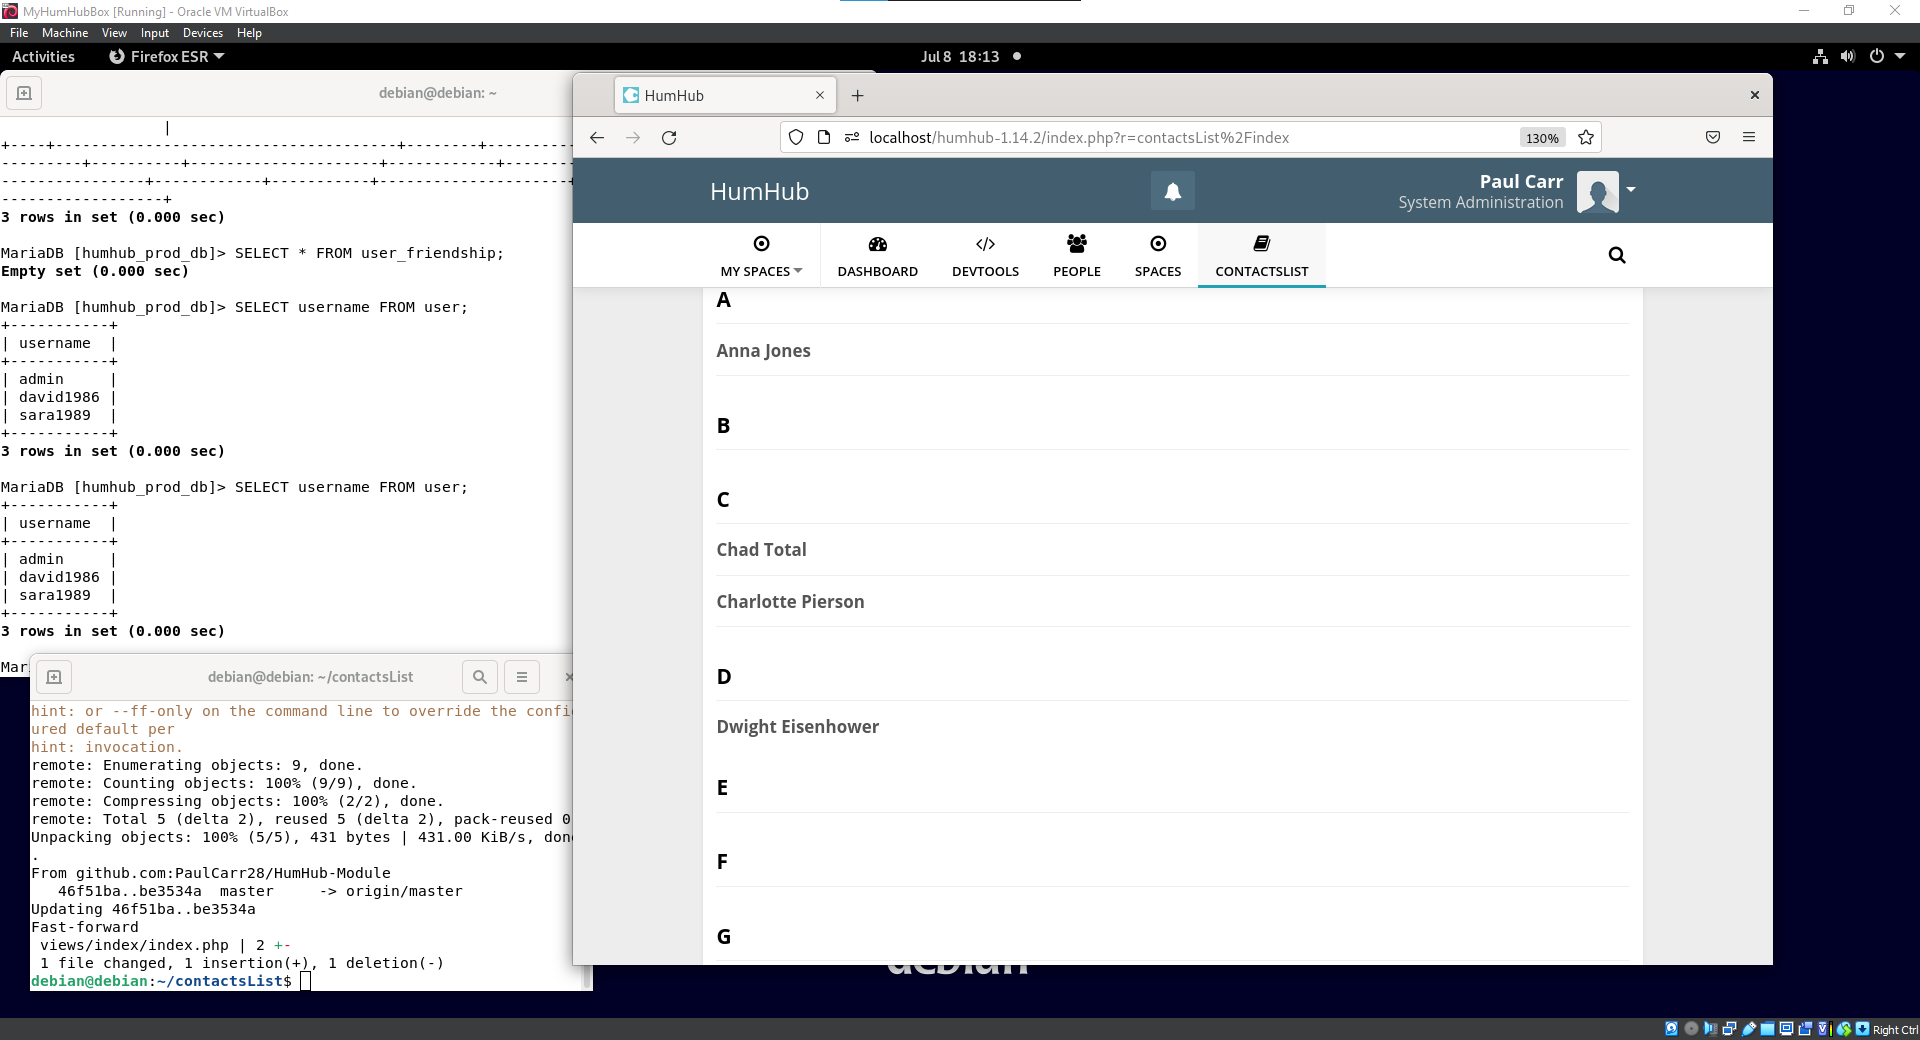 MyHumHubBox [Running] - Oracle VM VirtualBox
File Machine View Input Devices Help
Activities Firefox ESR Jul 8 18:13
debian@debian: ~
|
+----+--------------------------------------+--------+----------
---------+----------+---------------------+------------+--------
----------------+------------+-----------+---------------------+
------------------+
3 rows in set (0.000 sec)
MariaDB [humhub_prod_db]> SELECT * FROM user_friendship;
Empty set (0.000 sec)
MariaDB [humhub_prod_db]> SELECT username FROM user;
+-----------+
| username  |
+-----------+
| admin     |
| david1986 |
| sara1989  |
+-----------+
3 rows in set (0.000 sec)
MariaDB [humhub_prod_db]> SELECT username FROM user;
+-----------+
| username  |
+-----------+
| admin     |
| david1986 |
| sara1989  |
+-----------+
3 rows in set (0.000 sec)
Mar
debian@debian: ~/contactsList
hint: or --ff-only on the command line to override the confi
ured default per
hint: invocation.
remote: Enumerating objects: 9, done.
remote: Counting objects: 100% (9/9), done.
remote: Compressing objects: 100% (2/2), done.
remote: Total 5 (delta 2), reused 5 (delta 2), pack-reused 0
Unpacking objects: 100% (5/5), 431 bytes | 431.00 KiB/s, don
.
From github.com:PaulCarr28/HumHub-Module
   46f51ba..be3534a  master     -> origin/master
Updating 46f51ba..be3534a
Fast-forward
 views/index/index.php | 2 +-
 1 file changed, 1 insertion(+), 1 deletion(-)
debian@debian:~/contactsList$
HumHub
localhost/humhub-1.14.2/index.php?r=contactsList%2Findex 130%
HumHub
Paul Carr
System Administration
MY SPACES DASHBOARD DEVTOOLS PEOPLE SPACES CONTACTSLIST
A
Anna Jones
B
C
Chad Total
Charlotte Pierson
D
Dwight Eisenhower
E
F
G
debian
Right Ctrl